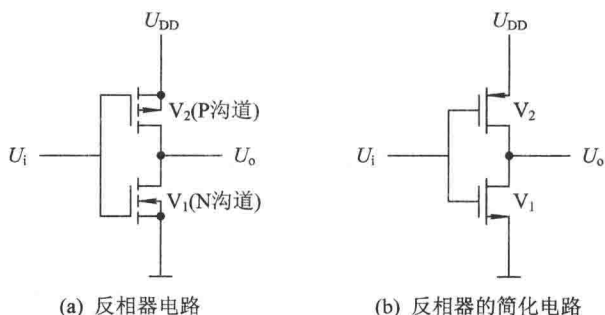 U_DD
V₂(P沟道)
U_i
U_o
V₁(N沟道)
(a) 反相器电路
U_DD
V₂
U_i
U_o
V₁
(b) 反相器的简化电路